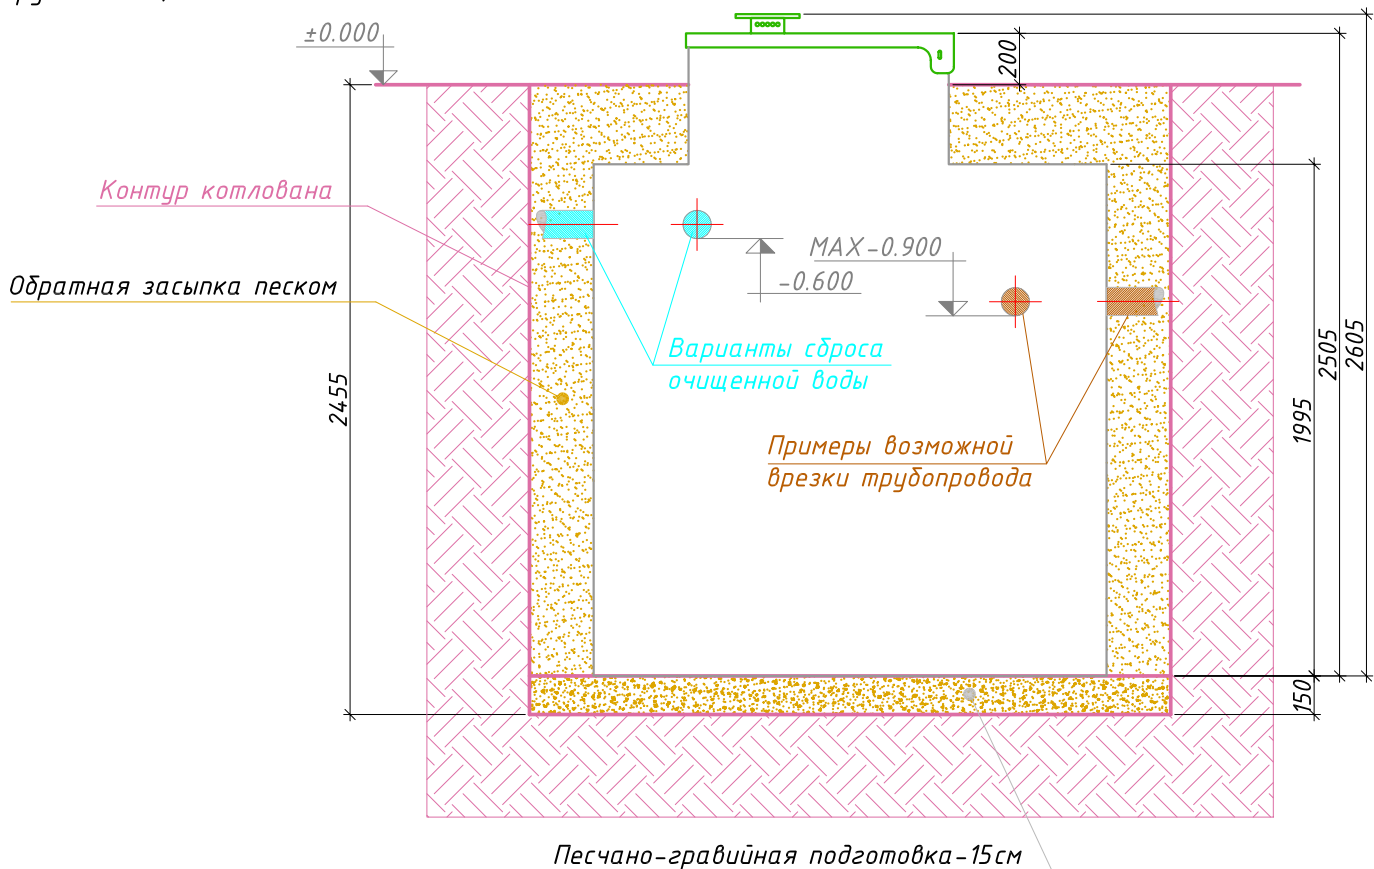 ±0.000
200
Контур котлована
MAX-0.900
Обратная засыпка песком
-0.600
Варианты сброса
очищенной воды
2455
2505
2605
1995
Примеры возможной
врезки трубопровода
150
Песчано-гравийная подготовка-15см